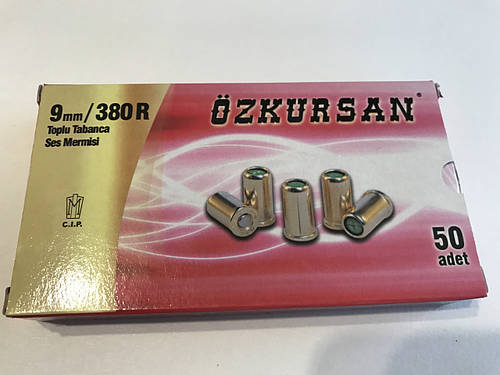 9mm/380R
Toplu Tabanca
Ses Mermisi
ÖZKURSAN
C.I.P.
50
adet